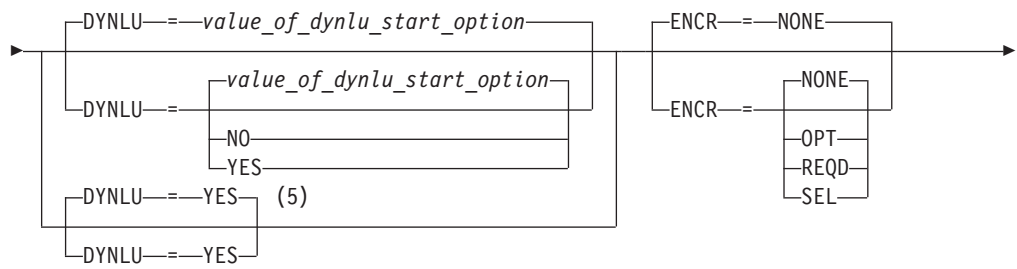 DYNLU = value_of_dynlu_start_option
ENCR = NONE
value_of_dynlu_start_option
NONE
DYNLU =
ENCR =
NO
OPT
YES
REQD
DYNLU = YES (5)
SEL
DYNLU = YES